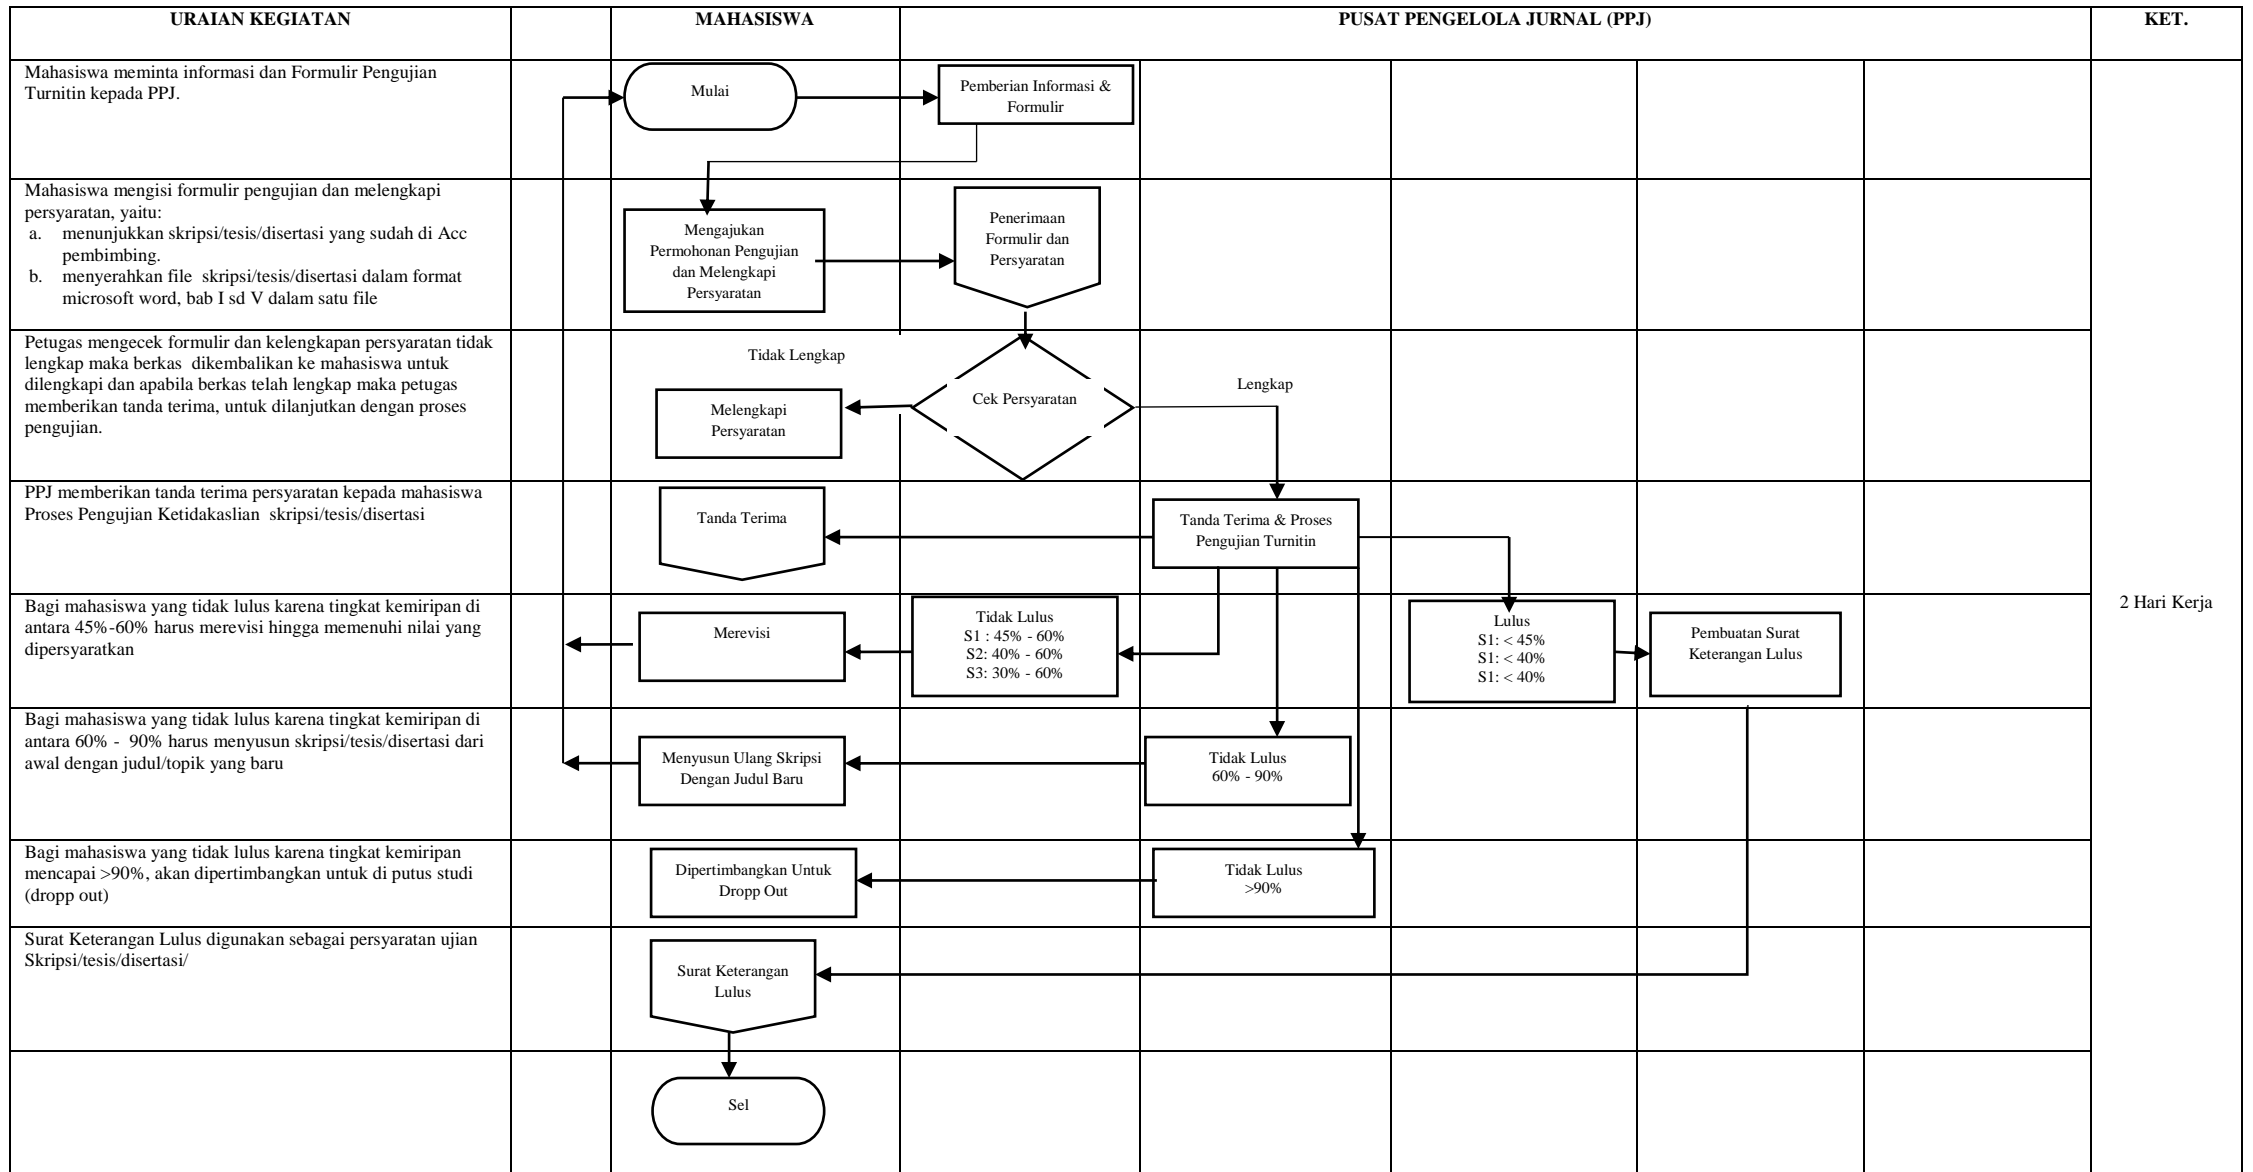 URAIAN KEGIATAN
MAHASISWA
PUSAT PENGELOLA JURNAL (PPJ)
KET.
Mahasiswa meminta informasi dan Formulir Pengujian
Turnitin kepada PPJ.
Mulai
Pemberian Informasi &
Formulir
Mahasiswa mengisi formulir pengujian dan melengkapi
persyaratan, yaitu:
a. menunjukkan skripsi/tesis/disertasi yang sudah di Acc
pembimbing.
b. menyerahkan file skripsi/tesis/disertasi dalam format
microsoft word, bab I sd V dalam satu file
Mengajukan
Permohonan Pengujian
dan Melengkapi
Persyaratan
Penerimaan
Formulir dan
Persyaratan
Petugas mengecek formulir dan kelengkapan persyaratan tidak
lengkap maka berkas dikembalikan ke mahasiswa untuk
dilengkapi dan apabila berkas telah lengkap maka petugas
memberikan tanda terima, untuk dilanjutkan dengan proses
pengujian.
Tidak Lengkap
Melengkapi
Persyaratan
Cek Persyaratan
Lengkap
PPJ memberikan tanda terima persyaratan kepada mahasiswa
Proses Pengujian Ketidakaslian skripsi/tesis/disertasi
Tanda Terima
Tanda Terima & Proses
Pengujian Turnitin
Bagi mahasiswa yang tidak lulus karena tingkat kemiripan di
antara 45%-60% harus merevisi hingga memenuhi nilai yang
dipersyaratkan
Merevisi
Tidak Lulus
S1 : 45% - 60%
S2: 40% - 60%
S3: 30% - 60%
Lulus
S1: < 45%
S1: < 40%
S1: < 40%
Pembuatan Surat
Keterangan Lulus
2 Hari Kerja
Bagi mahasiswa yang tidak lulus karena tingkat kemiripan di
antara 60% - 90% harus menyusun skripsi/tesis/disertasi dari
awal dengan judul/topik yang baru
Menyusun Ulang Skripsi
Dengan Judul Baru
Tidak Lulus
60% - 90%
Bagi mahasiswa yang tidak lulus karena tingkat kemiripan
mencapai >90%, akan dipertimbangkan untuk di putus studi
(dropp out)
Dipertimbangkan Untuk
Dropp Out
Tidak Lulus
>90%
Surat Keterangan Lulus digunakan sebagai persyaratan ujian
Skripsi/tesis/disertasi/
Surat Keterangan
Lulus
Sel